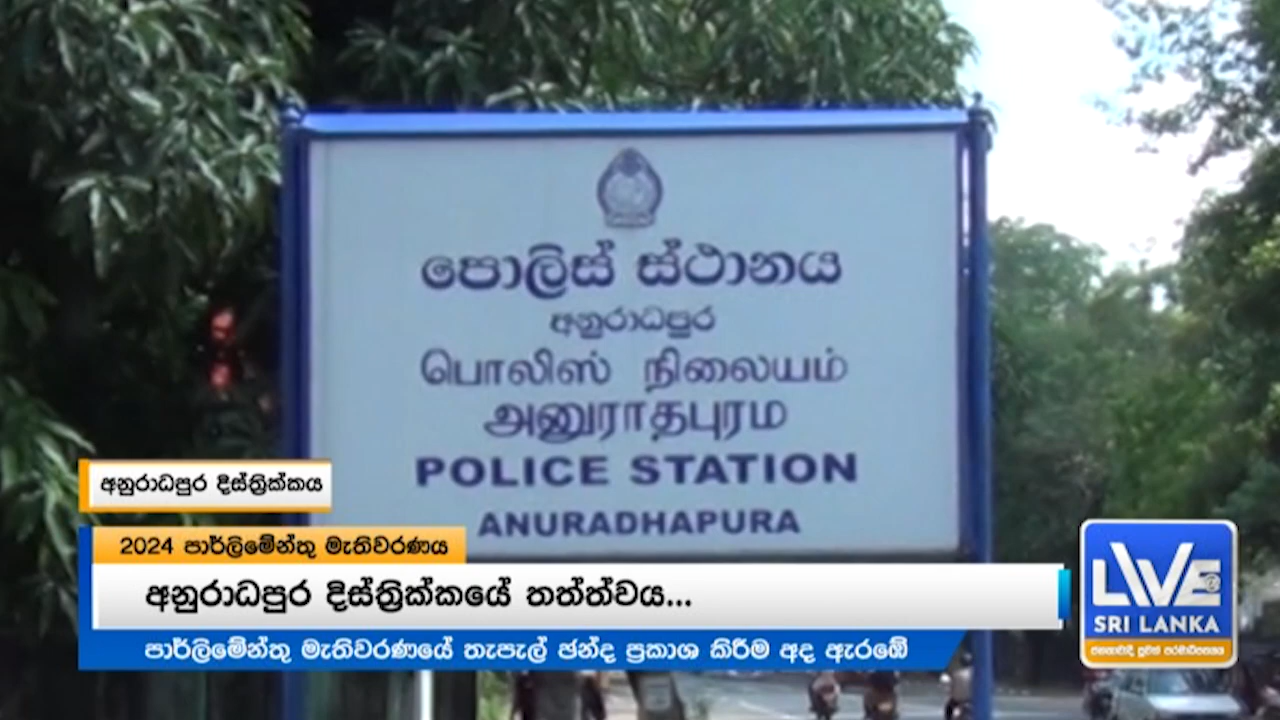 පොලිස් ස්ථානය
අනුරාධපුර
பொலிஸ் நிலையம்
அனுராதபுரம
POLICE STATION
ANURADHAPURA
අනුරාධපුර දිස්ත්‍රික්කය
2024 පාර්ලිමේන්තු මැතිවරණය
අනුරාධපුර දිස්ත්‍රික්කයේ තත්ත්වය...
පාර්ලිමේන්තු මැතිවරණයේ තැපැල් ඡන්ද ප්‍රකාශ කිරීම අද ඇරඹේ
LIVE
SRI LANKA